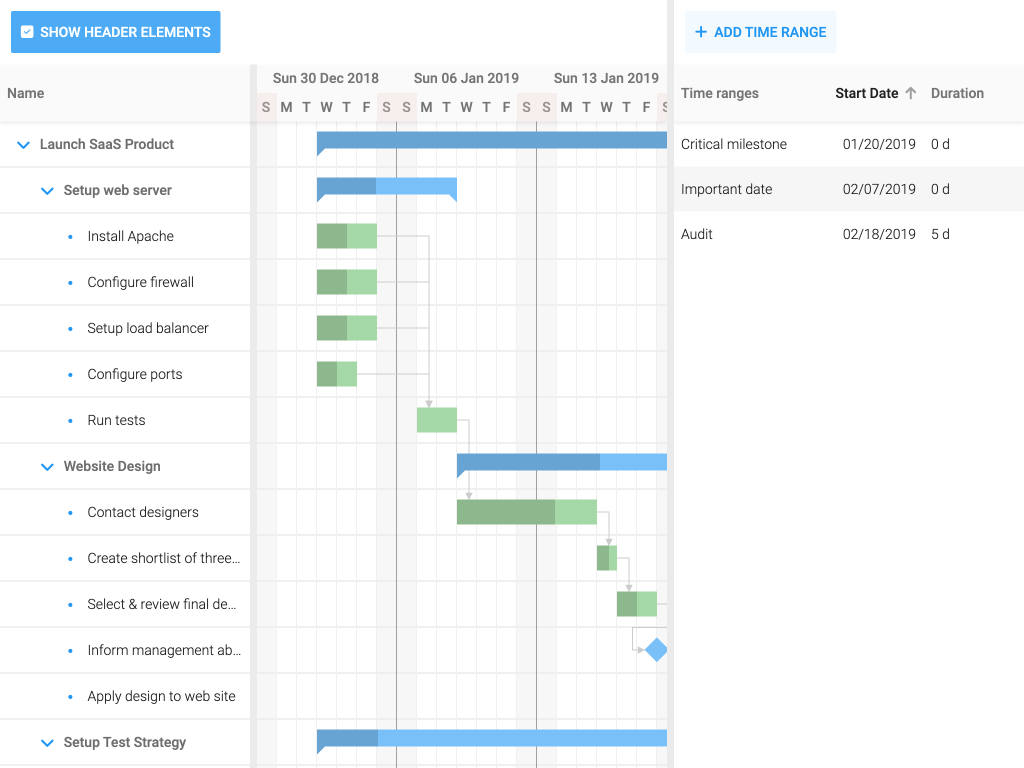 SHOW HEADER ELEMENTS
ADD TIME RANGE
Name
Sun 30 Dec 2018 Sun 06 Jan 2019 Sun 13 Jan 2019
S M T W T F S S M T W T F S S M T W T F S
Time ranges Start Date Duration
Launch SaaS Product
Critical milestone 01/20/2019 0 d
Setup web server
Important date 02/07/2019 0 d
Install Apache
Audit 02/18/2019 5 d
Configure firewall
Setup load balancer
Configure ports
Run tests
Website Design
Contact designers
Create shortlist of three...
Select & review final de...
Inform management ab...
Apply design to web site
Setup Test Strategy